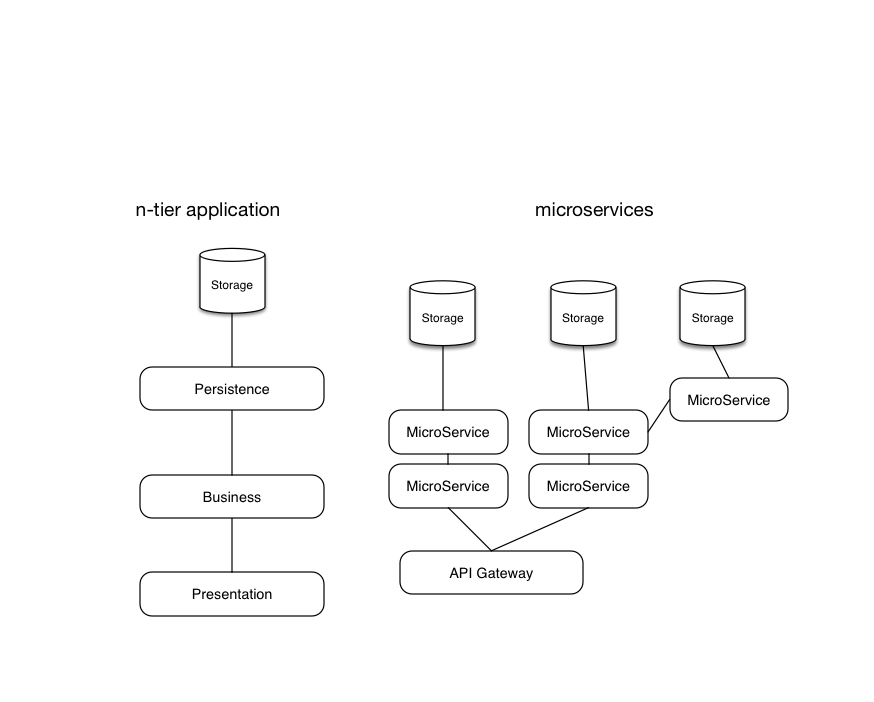 n-tier application
Storage
Persistence
Business
Presentation
microservices
Storage
Storage
Storage
MicroService
MicroService
MicroService
MicroService
MicroService
API Gateway